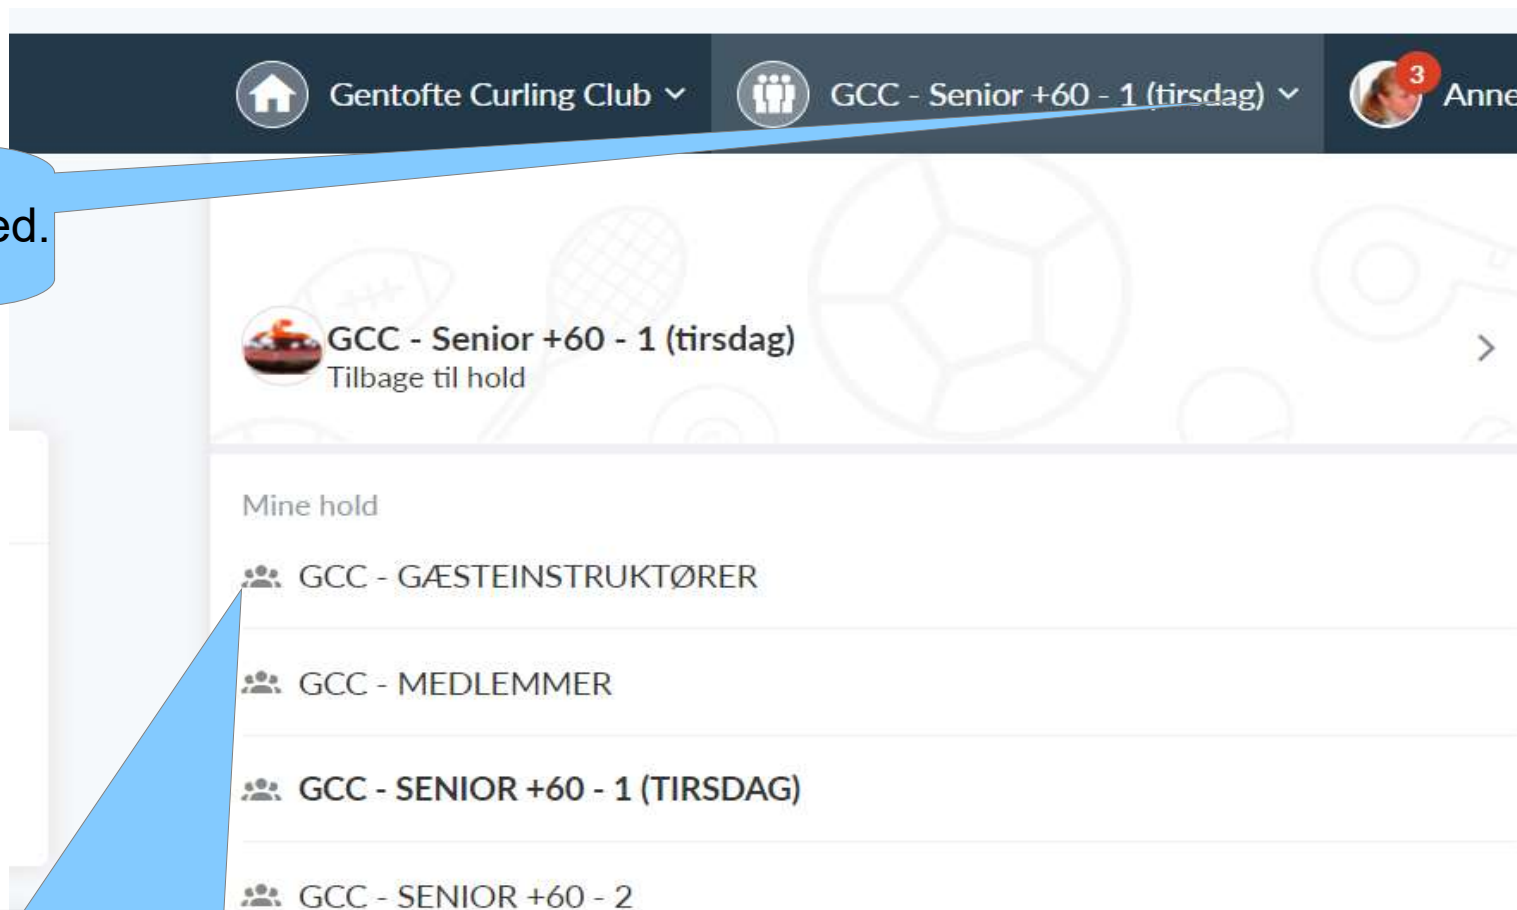 Gentofte Curling Club
GCC - Senior +60 - 1 (tirsdag)
3
Anne
ed.
GCC - Senior +60 - 1 (tirsdag)
Tilbage til hold
Mine hold
GCC - GÆSTEINSTRUKTØRER
GCC - MEDLEMMER
GCC - SENIOR +60 - 1 (TIRSDAG)
GCC - SENIOR +60 - 2